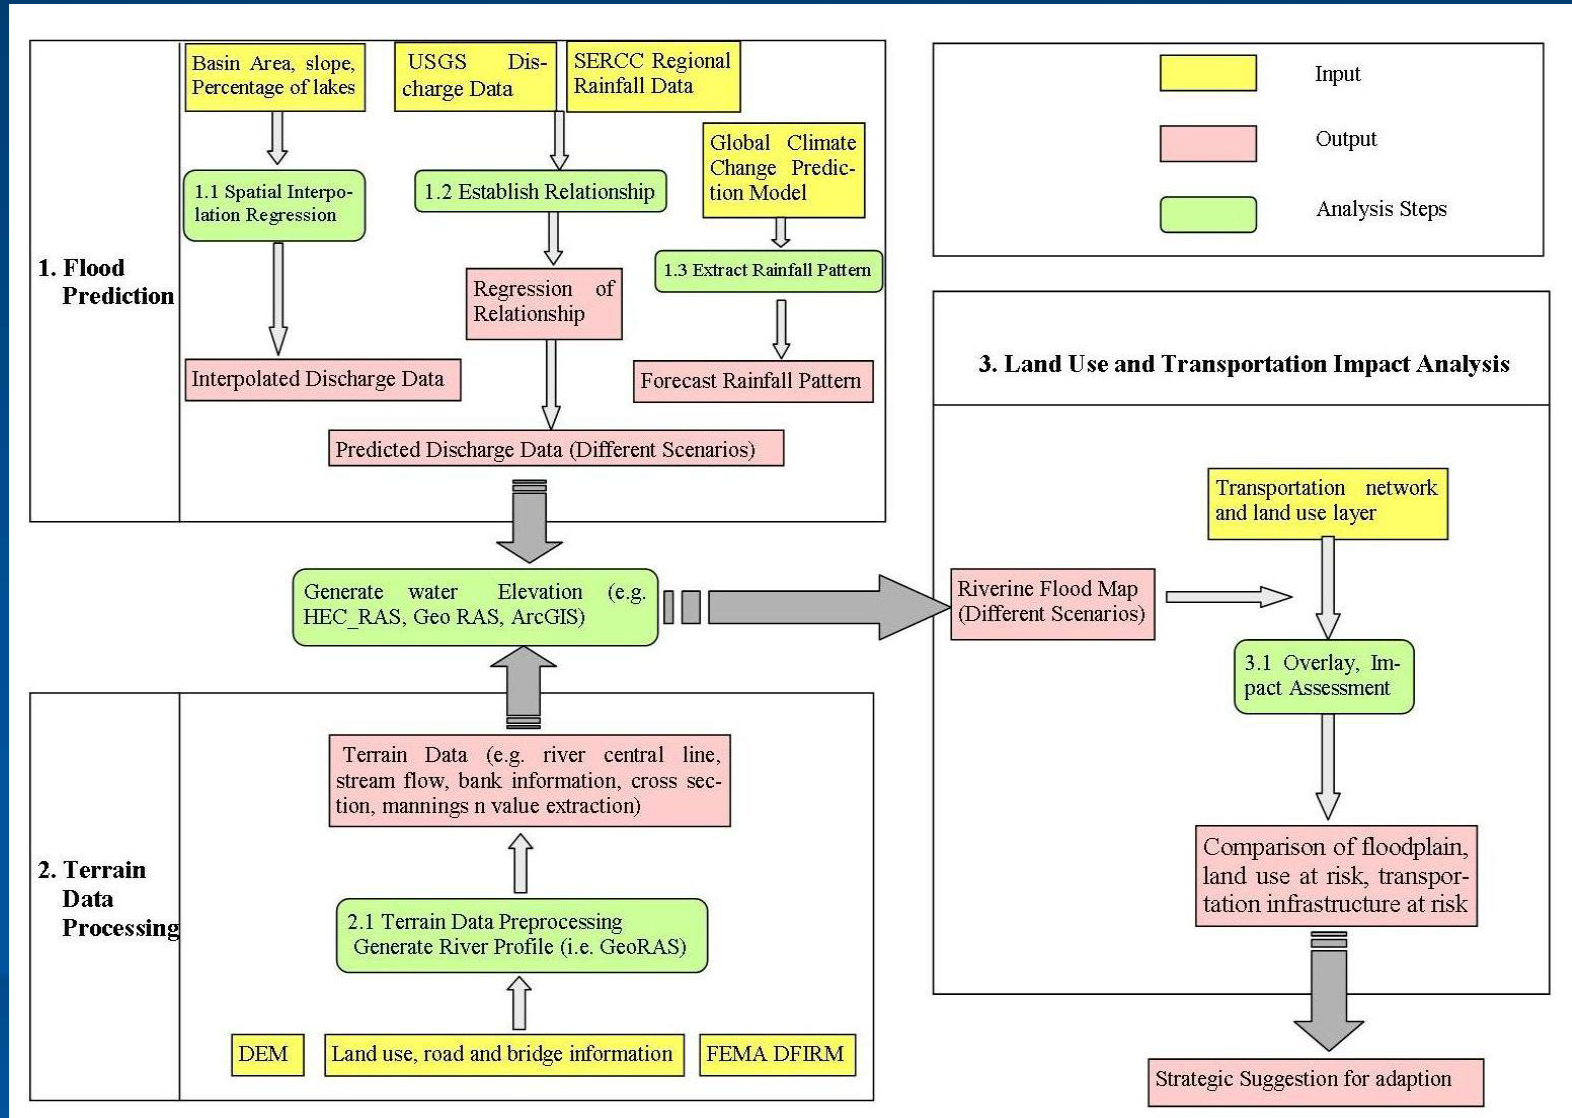 1. Flood
Prediction
Basin Area, slope,
Percentage of lakes
USGS Dis-
charge Data
SERCC Regional
Rainfall Data
Global Climate
Change Predic-
tion Model
1.1 Spatial Interpo-
lation Regression
1.2 Establish Relationship
1.3 Extract Rainfall Pattern
Regression of
Relationship
Interpolated Discharge Data
Forecast Rainfall Pattern
Predicted Discharge Data (Different Scenarios)
Generate water Elevation (e.g.
HEC_RAS, Geo RAS, ArcGIS)
2. Terrain
Data
Processing
Terrain Data (e.g. river central line,
stream flow, bank information, cross sec-
tion, mannings n value extraction)
2.1 Terrain Data Preprocessing
Generate River Profile (i.e. GeoRAS)
DEM
Land use, road and bridge information
FEMA DFIRM
Input
Output
Analysis Steps
3. Land Use and Transportation Impact Analysis
Transportation network
and land use layer
Riverine Flood Map
(Different Scenarios)
3.1 Overlay, Im-
pact Assessment
Comparison of floodplain,
land use at risk, transpor-
tation infrastructure at risk
Strategic Suggestion for adaption